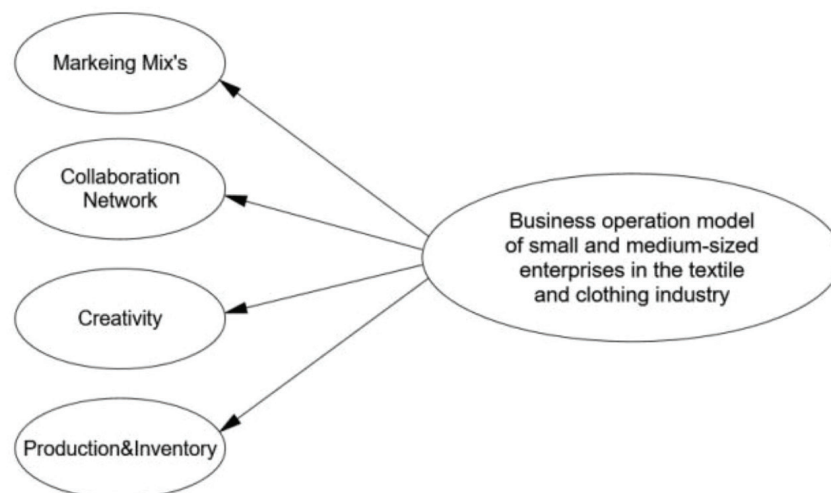 Markeing Mix's
Collaboration
Network
Creativity
Production&Inventory
Business operation model
of small and medium-sized
enterprises in the textile
and clothing industry